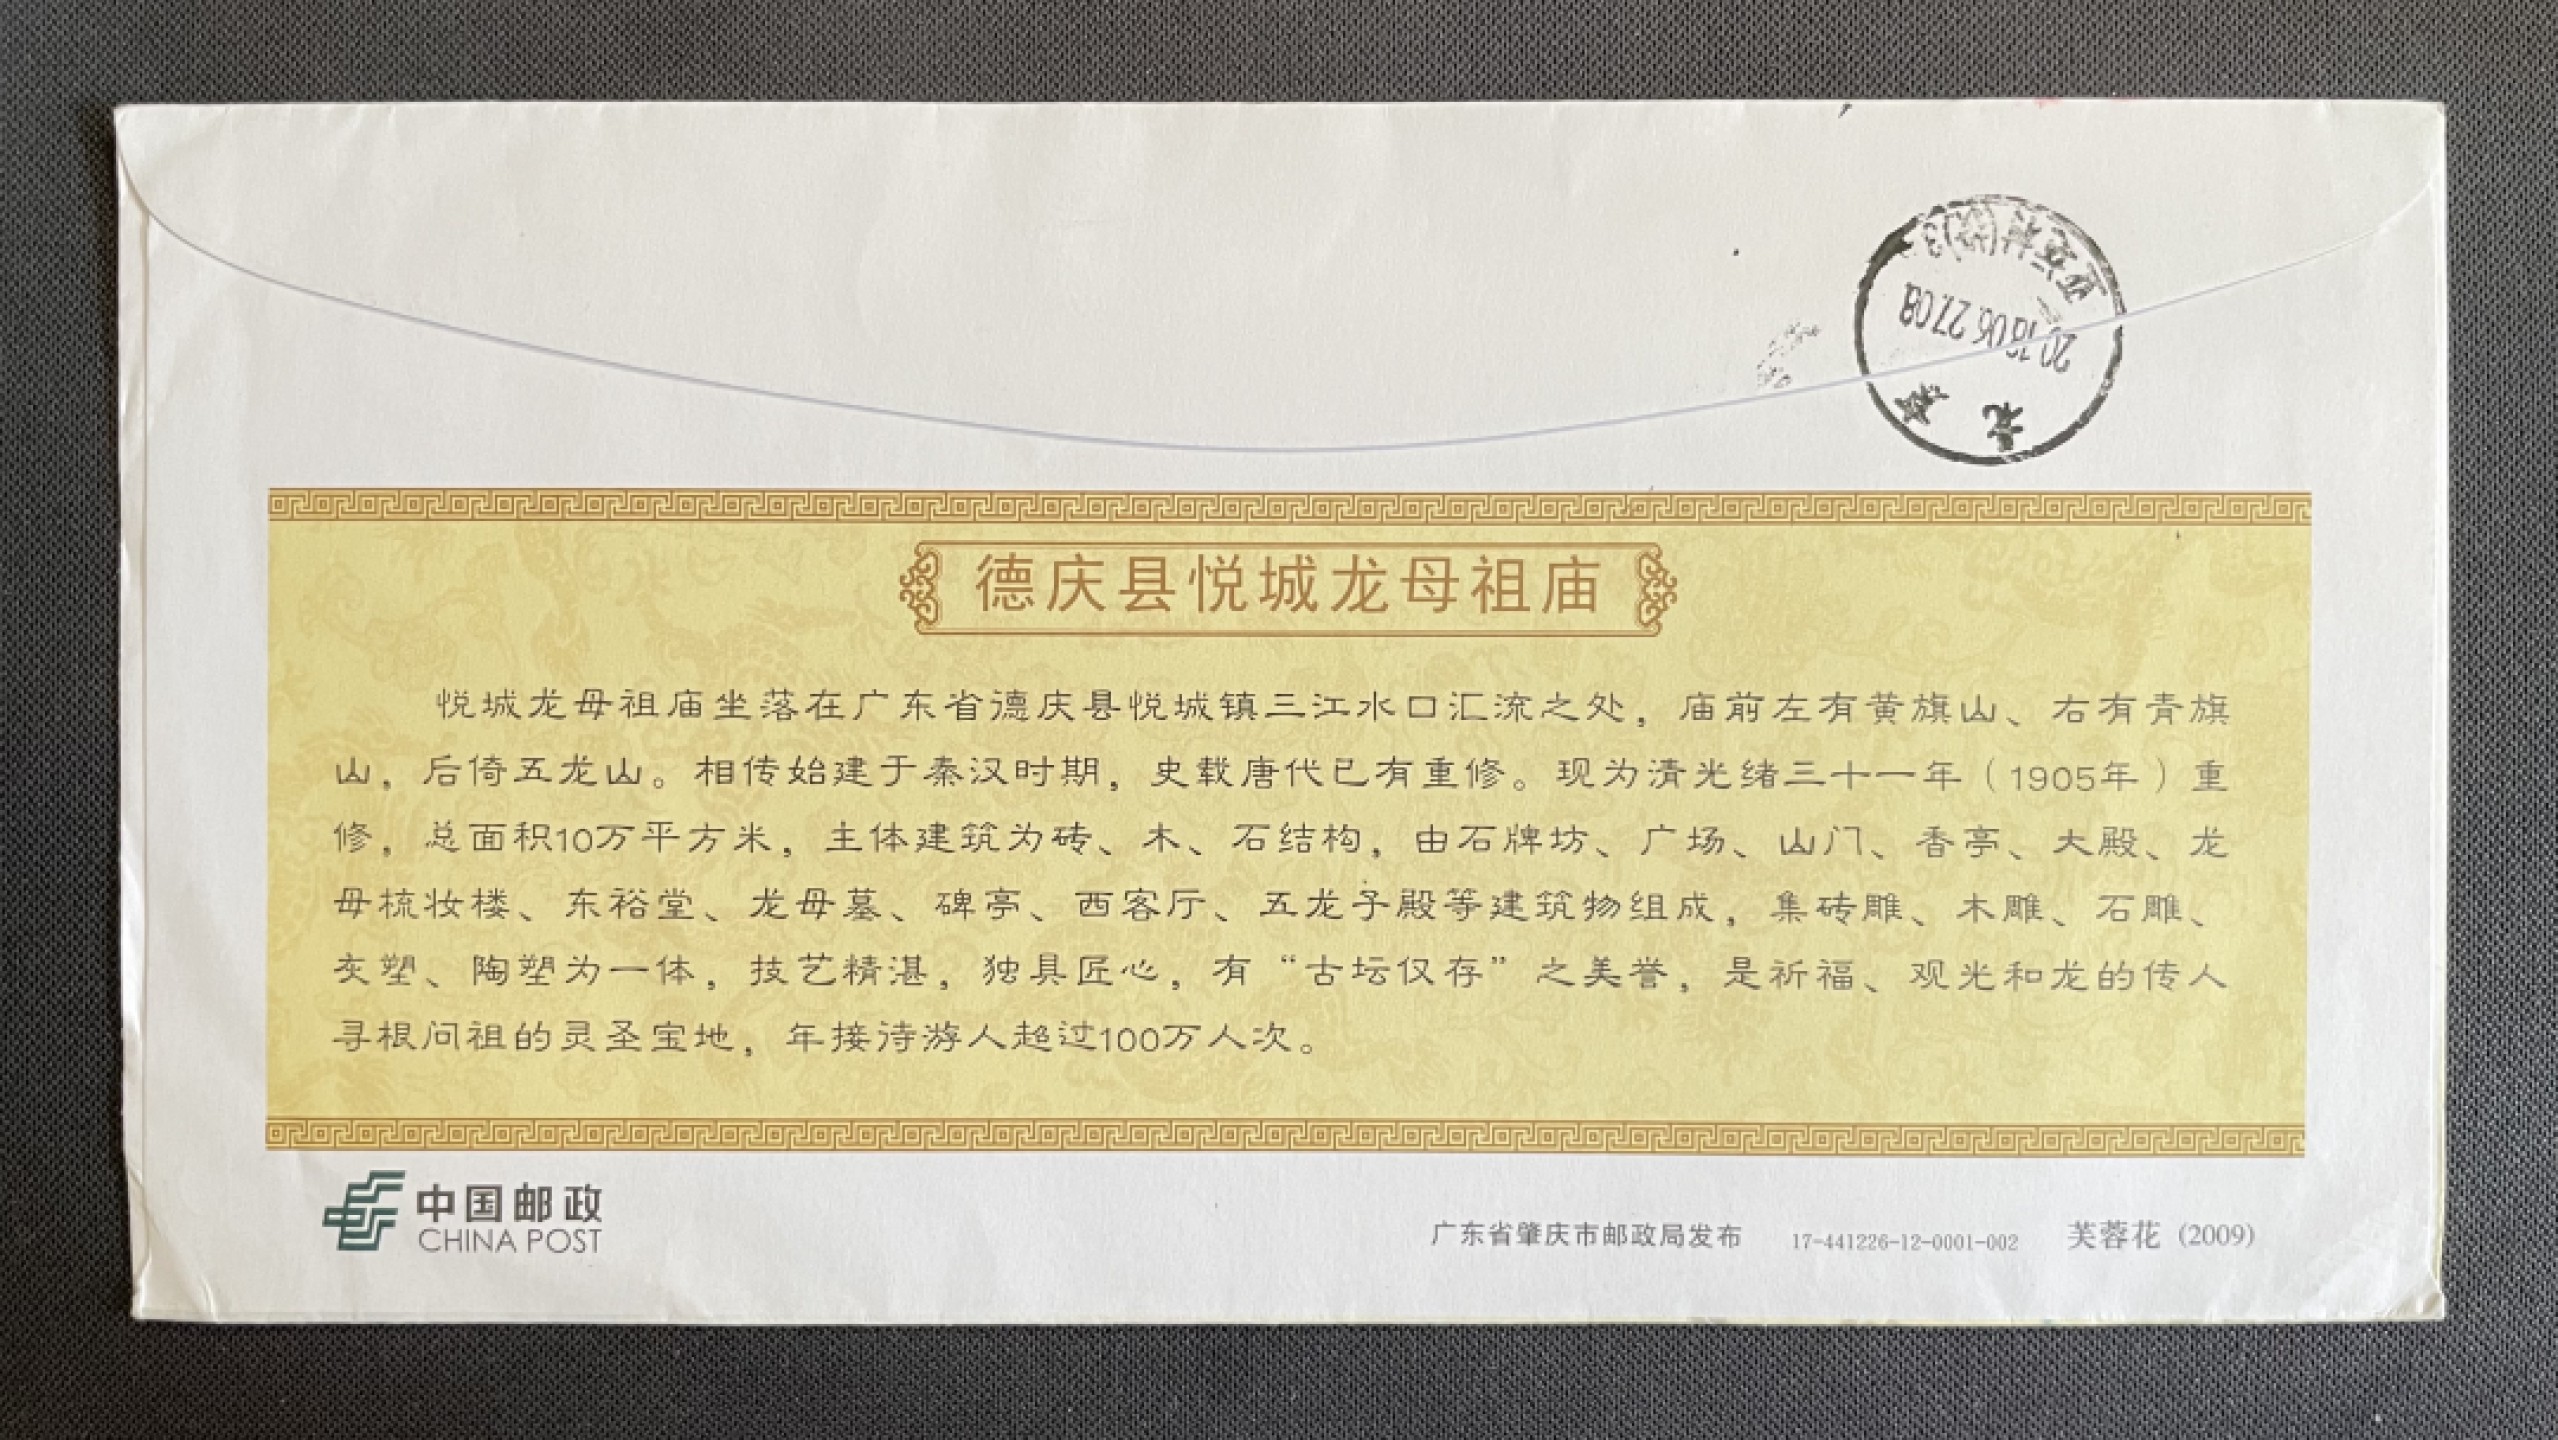 北京
2018.06.27.08
亚运村(投)3
德庆县悦城龙母祖庙
悦城龙母祖庙坐落在广东省德庆县悦城镇三江水口汇流之处，庙前左有黄旗山、右有青旗
山，后倚五龙山。相传始建于秦汉时期，史载唐代已有重修。现为清光绪三十一年（1905年）重
修，总面积10万平方米，主体建筑为砖、木、石结构，由石牌坊、广场、山门、香亭、大殿、龙
母梳妆楼、东裕堂、龙母墓、碑亭、西客厅、五龙子殿等建筑物组成，集砖雕、木雕、石雕、
灰塑、陶塑为一体，技艺精湛，独具匠心，有“古坛仅存”之美誉，是祈福、观光和龙的传人
寻根问祖的灵圣宝地，年接待游人超过100万人次。
中国邮政
CHINA POST
广东省肇庆市邮政局发布 17-441226-12-0001-002 芙蓉花 (2009)